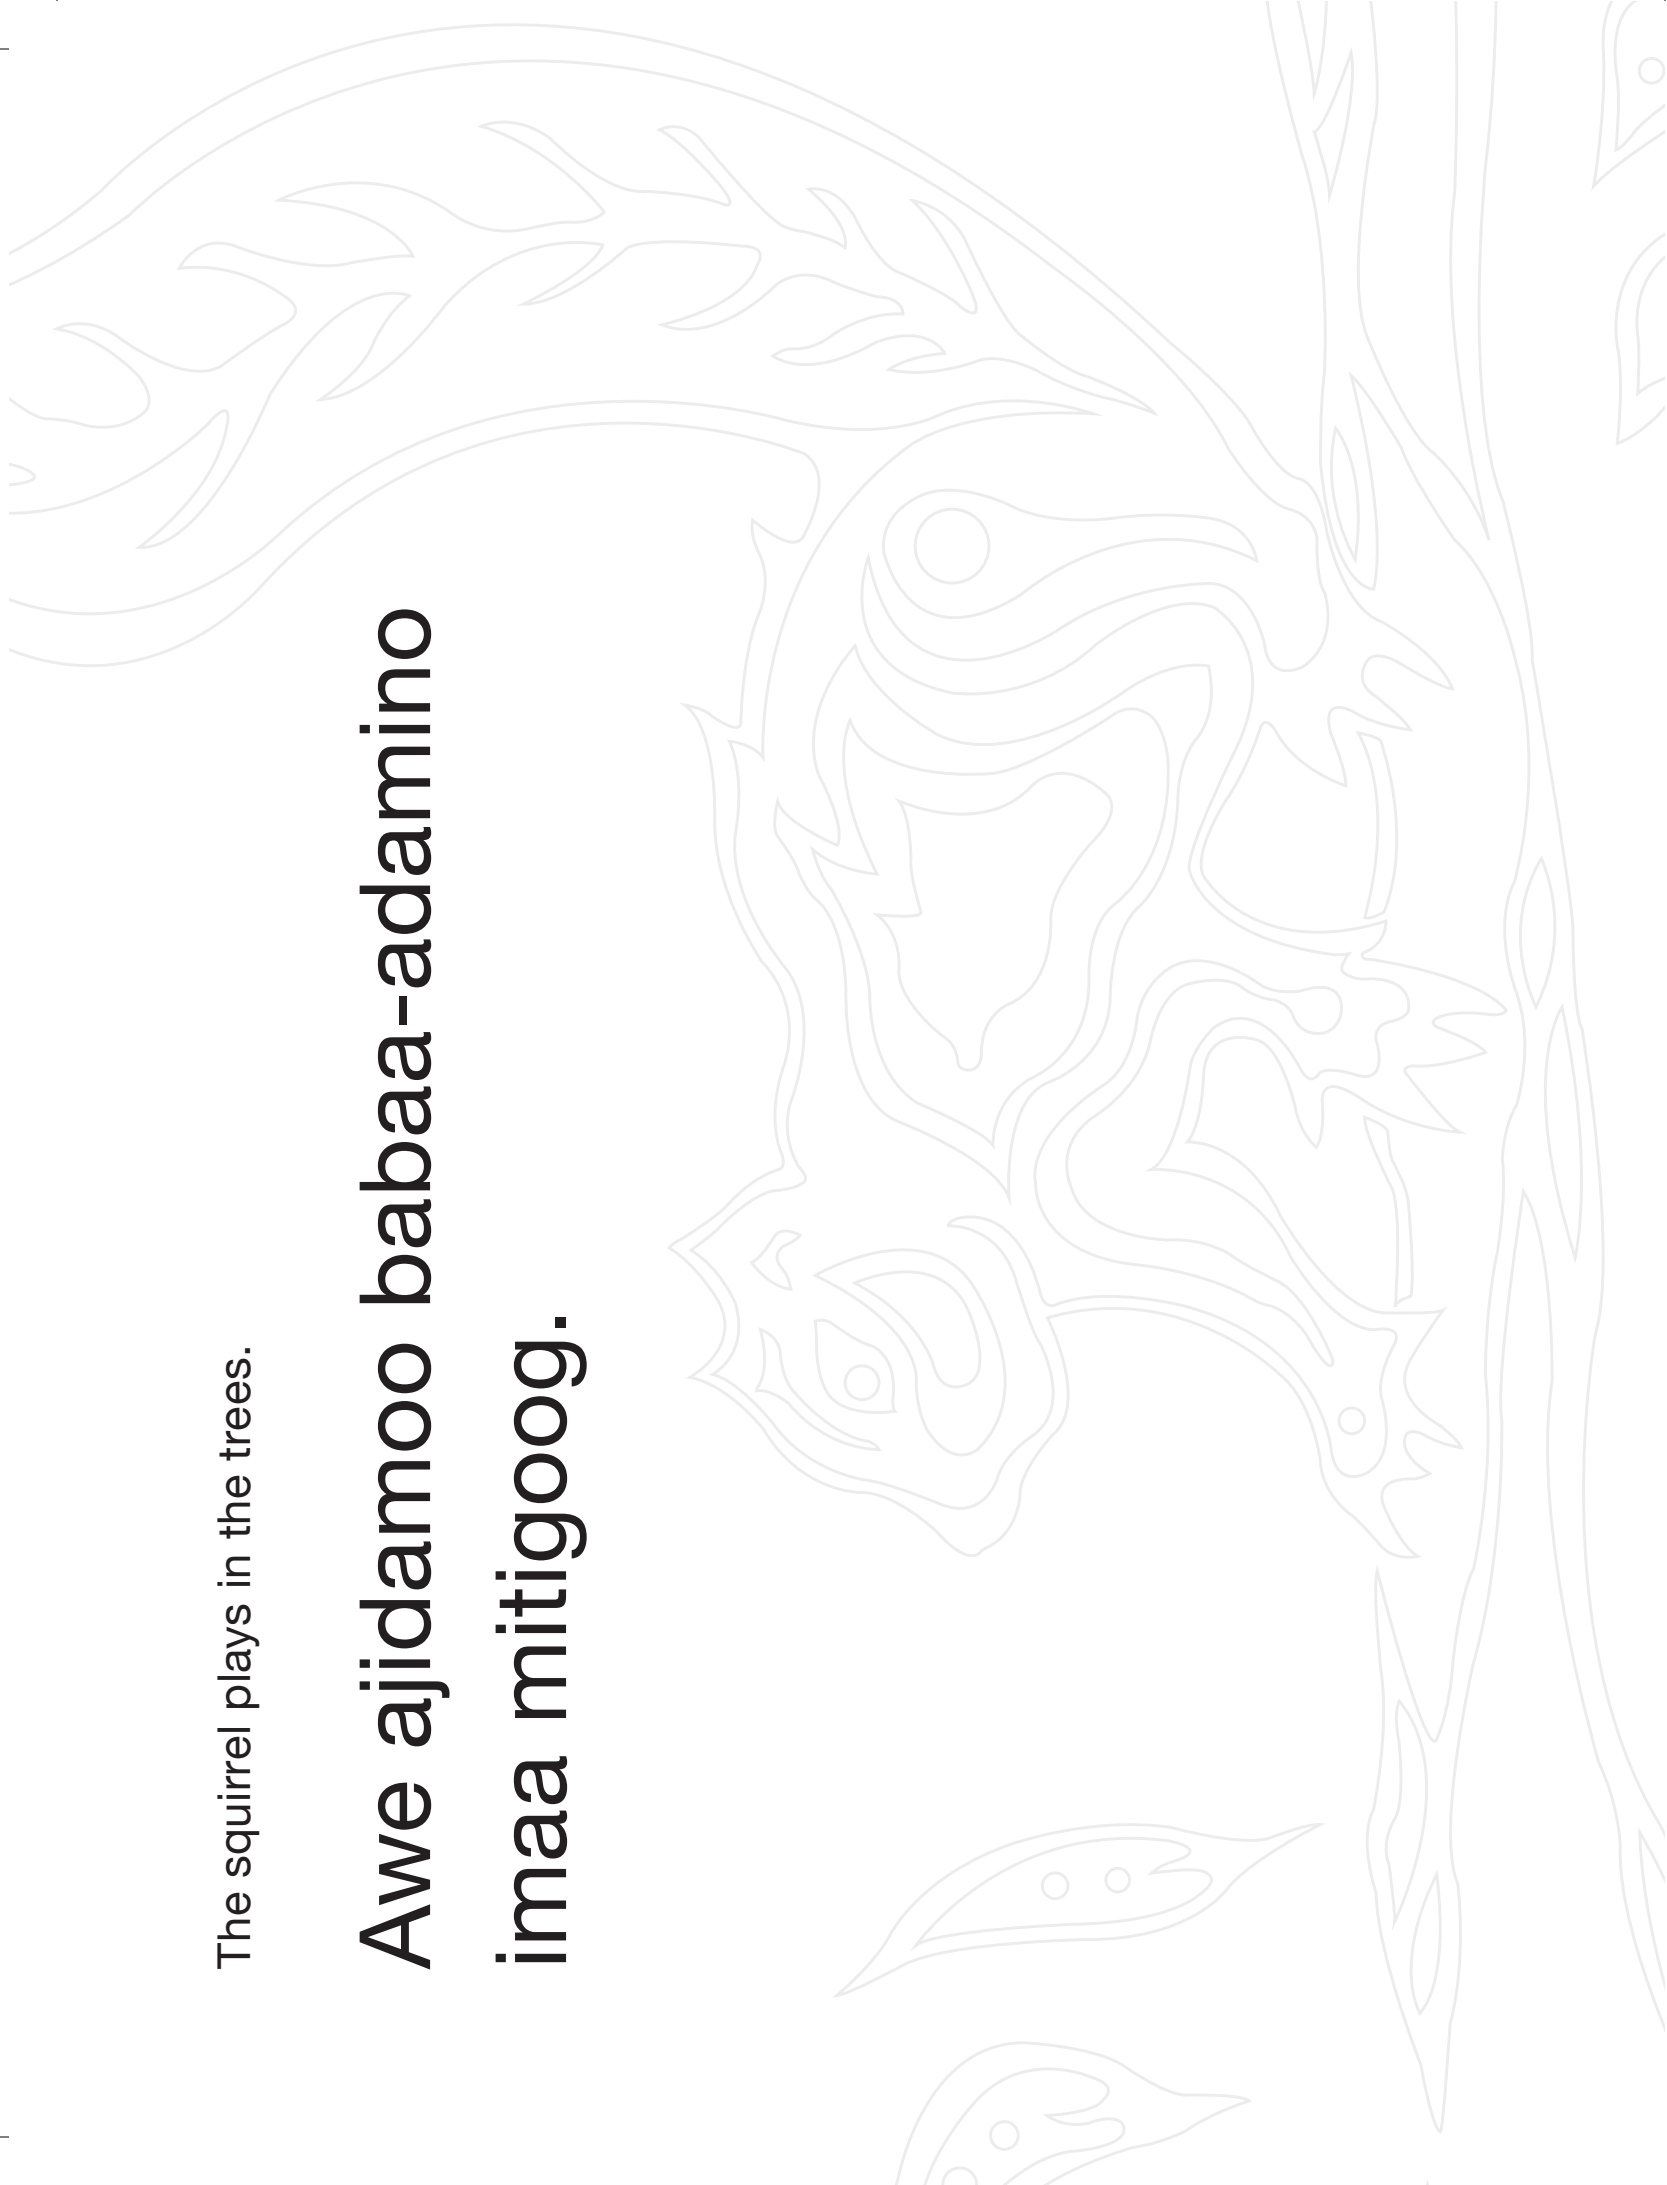 The squirrel plays in the trees.
Awe ajidamoo babaa-adamino
imaa mitigoog.